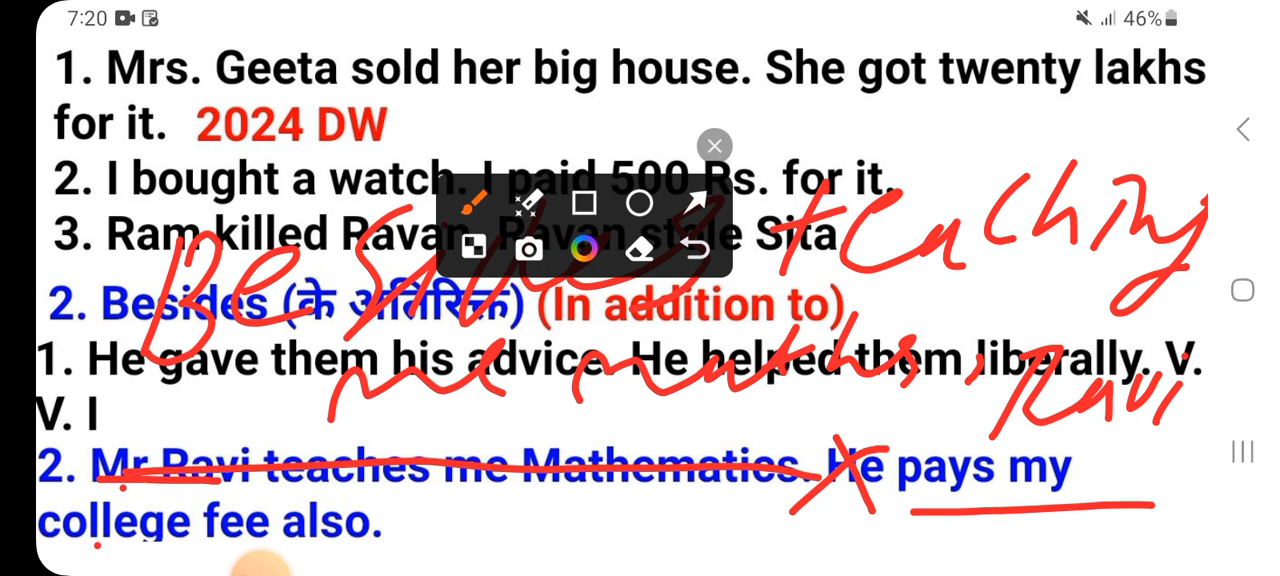 7:20 46%
1. Mrs. Geeta sold her big house. She got twenty lakhs
for it. 2024 DW
2. I bought a watch. I paid 500 Rs. for it.
3. Ram killed Ravan. Ravan stole Sita.
Besides teaching
2. Besides (के अतिरिक्त) (In addition to)
me maths, Ravi
1. He gave them his advice. He helped them liberally. V.
V. I
2. Mr Ravi teaches me Mathematics. He pays my
college fee also.